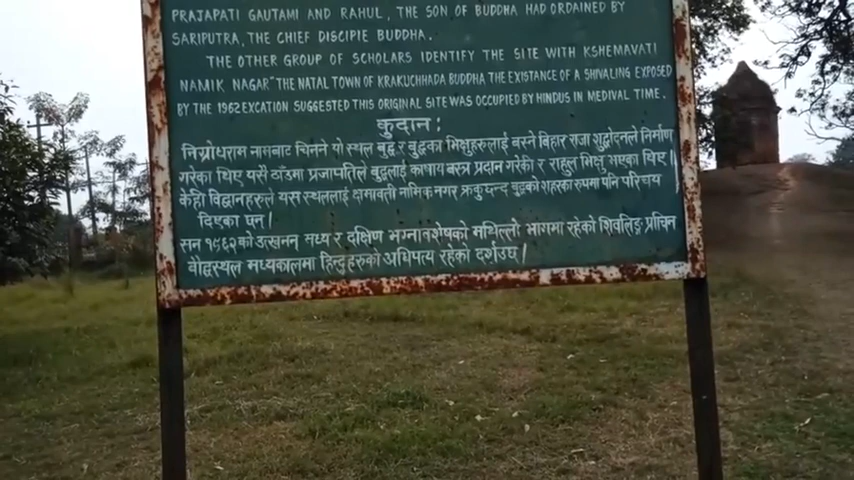 PRAJAPATI GAUTAMI AND RAHUL, THE SON OF BUDDHA HAD ORDAINED BY
SARIPUTRA, THE CHIEF DISCIPIE BUDDHA.
THE OTHER GROUP OF SCHOLARS IDENTIFY THE SITE WITH KSHEMAVATI
NAMIK NAGAR "THE NATAL TOWN OF KRAKUCHHADA BUDDHA. THE EXISTANCE OF A SHIVALING EXPOSED
BY THE 1962 EXCATION SUGGESTED THIS ORIGINAL SITE WAS OCCUPIED BY HINDUS IN MEDIVAL TIME.
कुदान :
निग्रोधराम नामबाट चिनने यो स्थल बुद्ध र बुद्धका भिक्षुहरुलाई बस्ने बिहार राजा शुद्धोदनले निर्माण
गरेका थिए यसै ठाउँमा प्रजापतिले बुद्धलाई काषाय बस्त्र प्रदान गरेकी र राहुल भिक्षु भएका थिए।
केही विद्वानहरुले यस स्थललाई क्षेमावती नामिक नगर क्रकुच्छन्द बुद्धको शहरका रुपमा पनि परिचय
दिएका छन।
सन १९६२को उत्खनन मध्य र दक्षिण भग्नावशेषको मथिल्लो भागमा रहेको शिवलिङ्ग प्राचिन
बौद्धस्थल मध्यकालमा हिन्दुहरुको अधिपत्य रहेको दर्शाउछ।